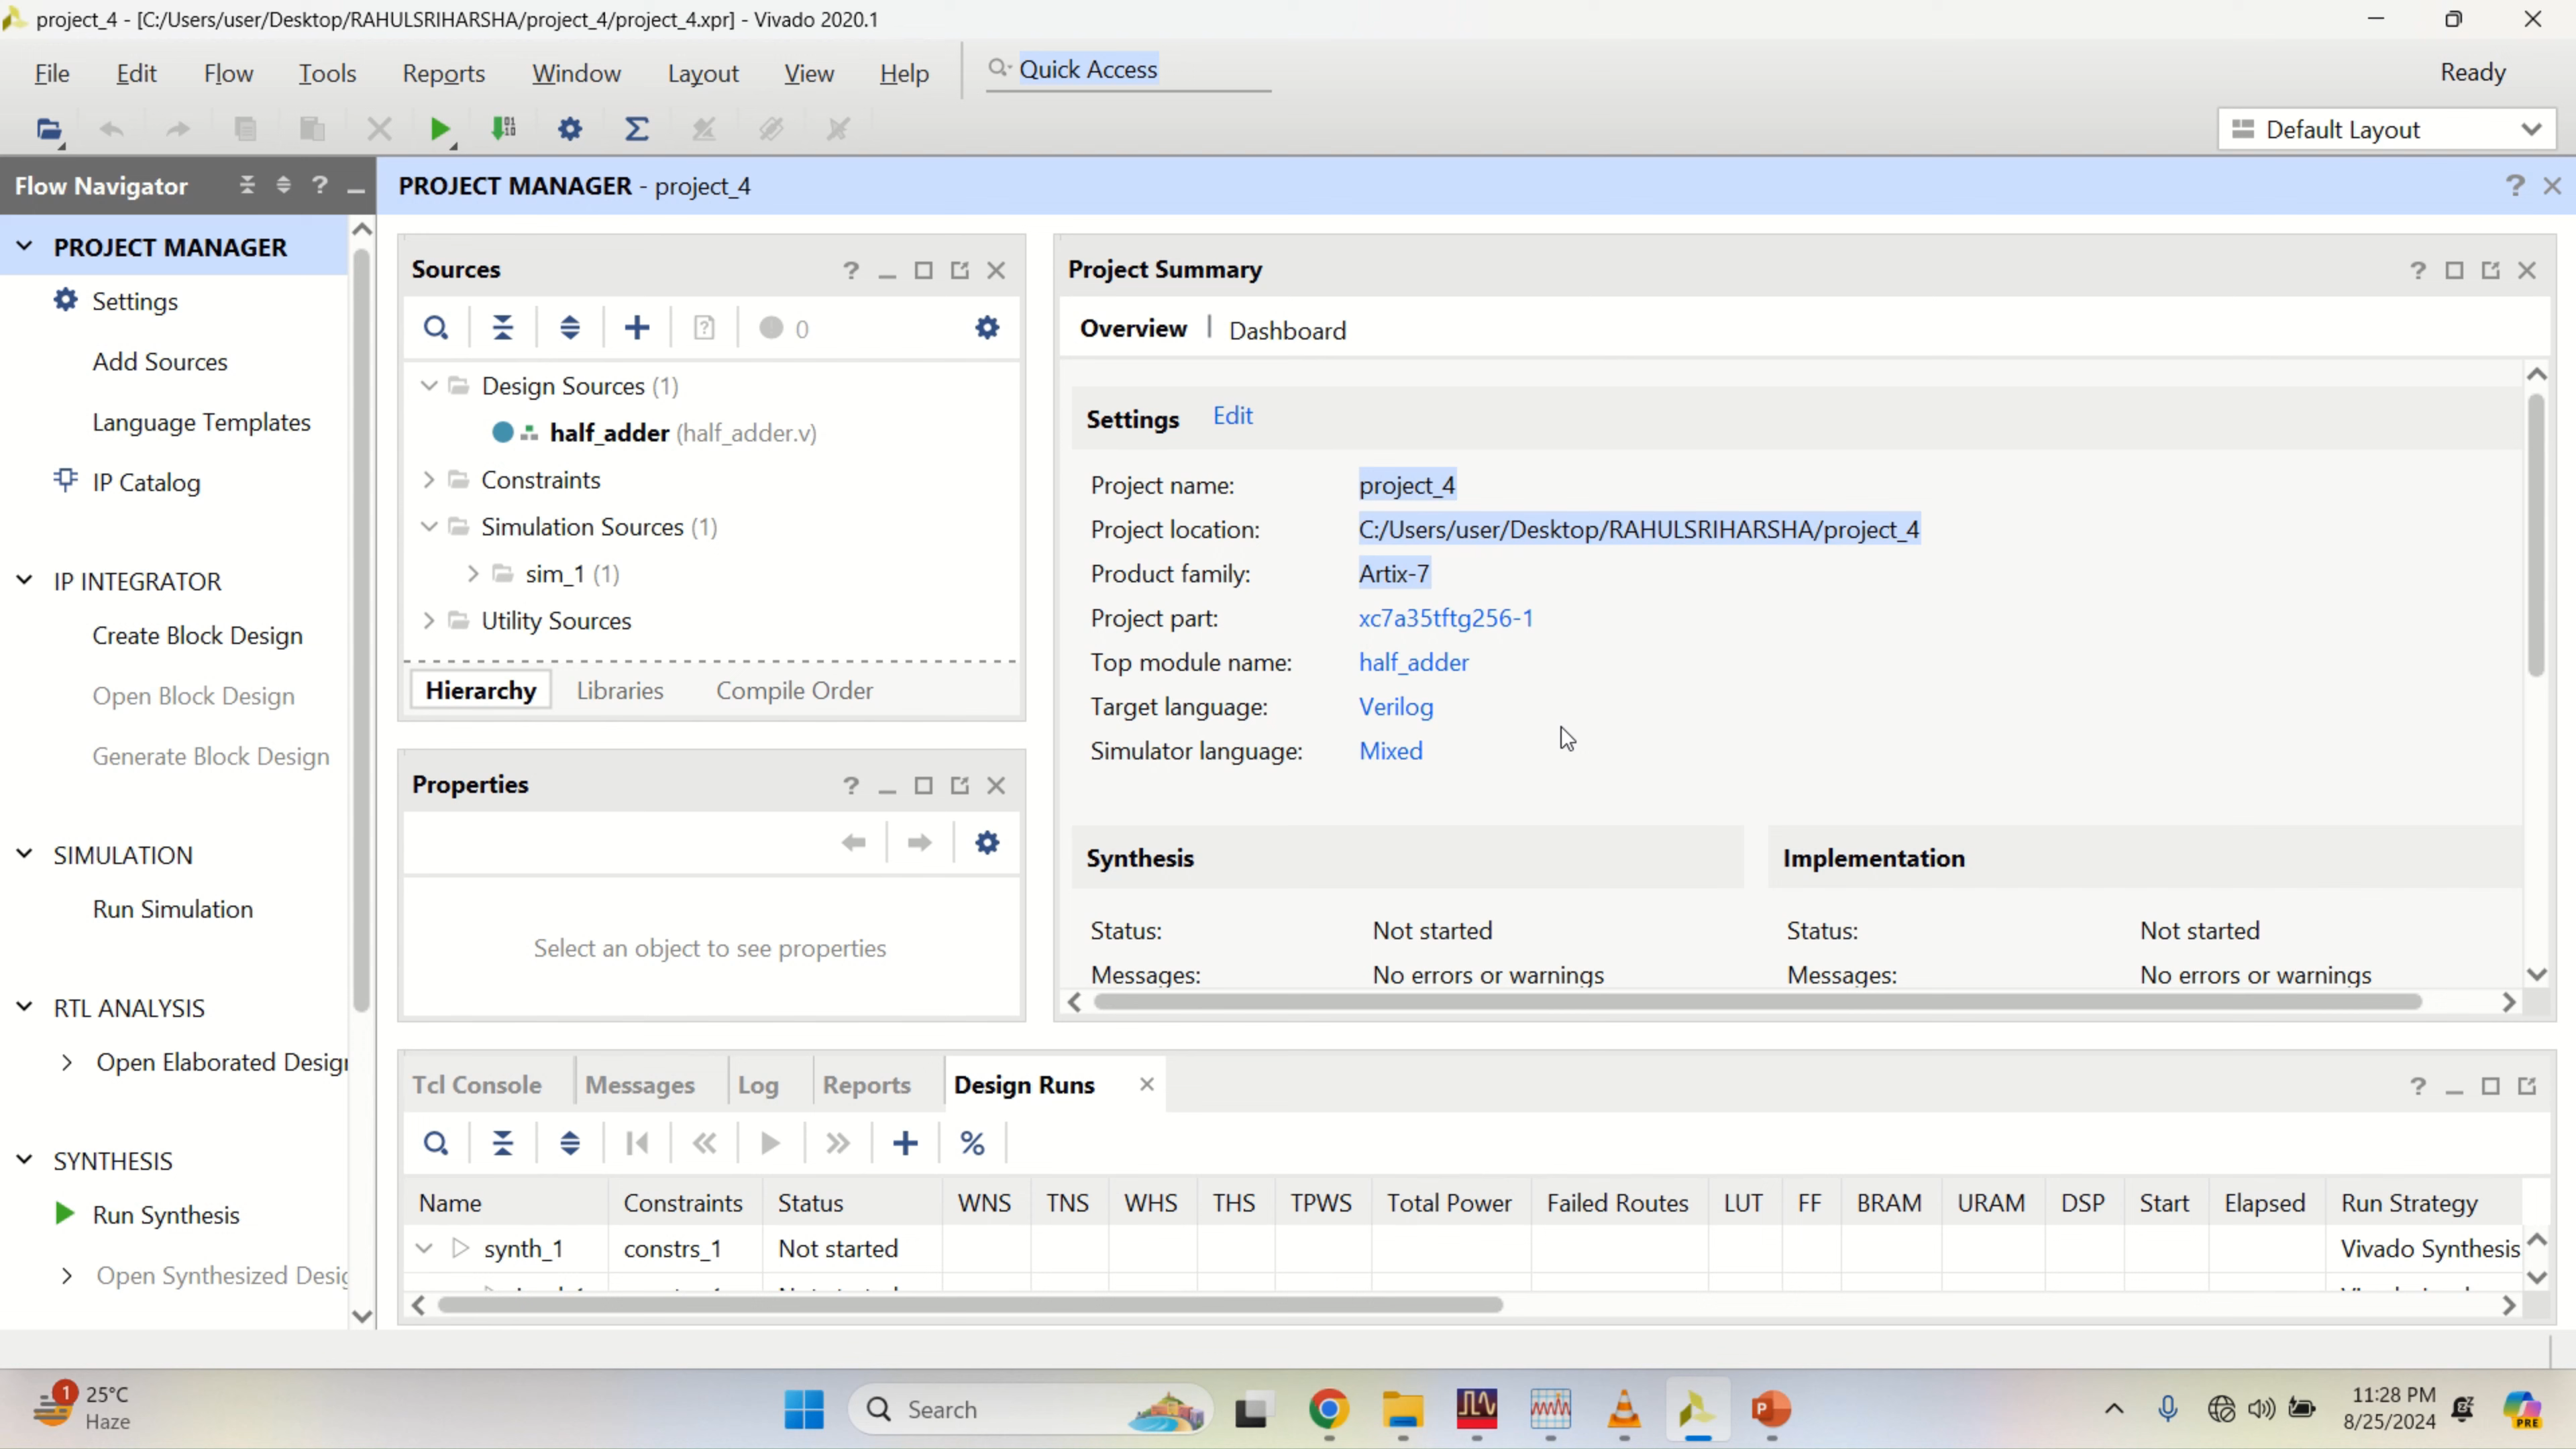 project_4 - [C:/Users/user/Desktop/RAHULSRIHARSHA/project_4/project_4.xpr] - Vivado 2020.1
File Edit Flow Tools Reports Window Layout View Help Quick Access Ready
Default Layout
Flow Navigator
PROJECT MANAGER - project_4
PROJECT MANAGER
Settings
Add Sources
Language Templates
IP Catalog
IP INTEGRATOR
Create Block Design
Open Block Design
Generate Block Design
SIMULATION
Run Simulation
RTL ANALYSIS
Open Elaborated Design
SYNTHESIS
Run Synthesis
Open Synthesized Desig
Sources
0
Design Sources (1)
half_adder (half_adder.v)
Constraints
Simulation Sources (1)
sim_1 (1)
Utility Sources
Hierarchy Libraries Compile Order
Properties
Select an object to see properties
Project Summary
Overview | Dashboard
Settings Edit
Project name: project_4
Project location: C:/Users/user/Desktop/RAHULSRIHARSHA/project_4
Product family: Artix-7
Project part: xc7a35tftg256-1
Top module name: half_adder
Target language: Verilog
Simulator language: Mixed
Synthesis Implementation
Status: Not started Status: Not started
Messages: No errors or warnings Messages: No errors or warnings
Tcl Console Messages Log Reports Design Runs
Name Constraints Status WNS TNS WHS THS TPWS Total Power Failed Routes LUT FF BRAM URAM DSP Start Elapsed Run Strategy
synth_1 constrs_1 Not started Vivado Synthesis
1 25°C
Haze
Search
11:28 PM
8/25/2024
PRE